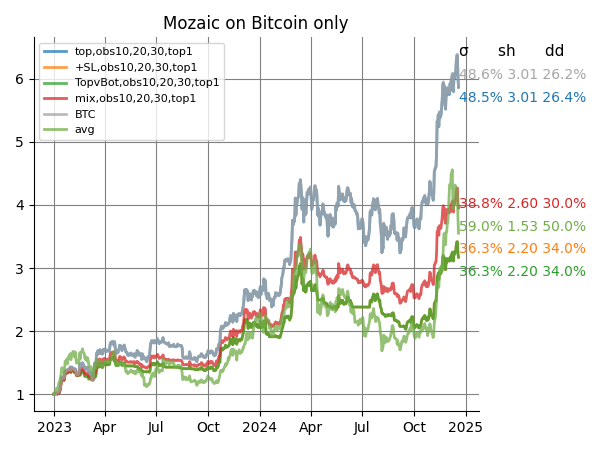 Mozaic on Bitcoin only
σ sh dd
top,obs10,20,30,top1
+SL,obs10,20,30,top1
TopvBot,obs10,20,30,top1
mix,obs10,20,30,top1
BTC
avg
48.6% 3.01 26.2%
48.5% 3.01 26.4%
38.8% 2.60 30.0%
59.0% 1.53 50.0%
36.3% 2.20 34.0%
36.3% 2.20 34.0%
6
5
4
3
2
1
2023 Apr Jul Oct 2024 Apr Jul Oct 2025